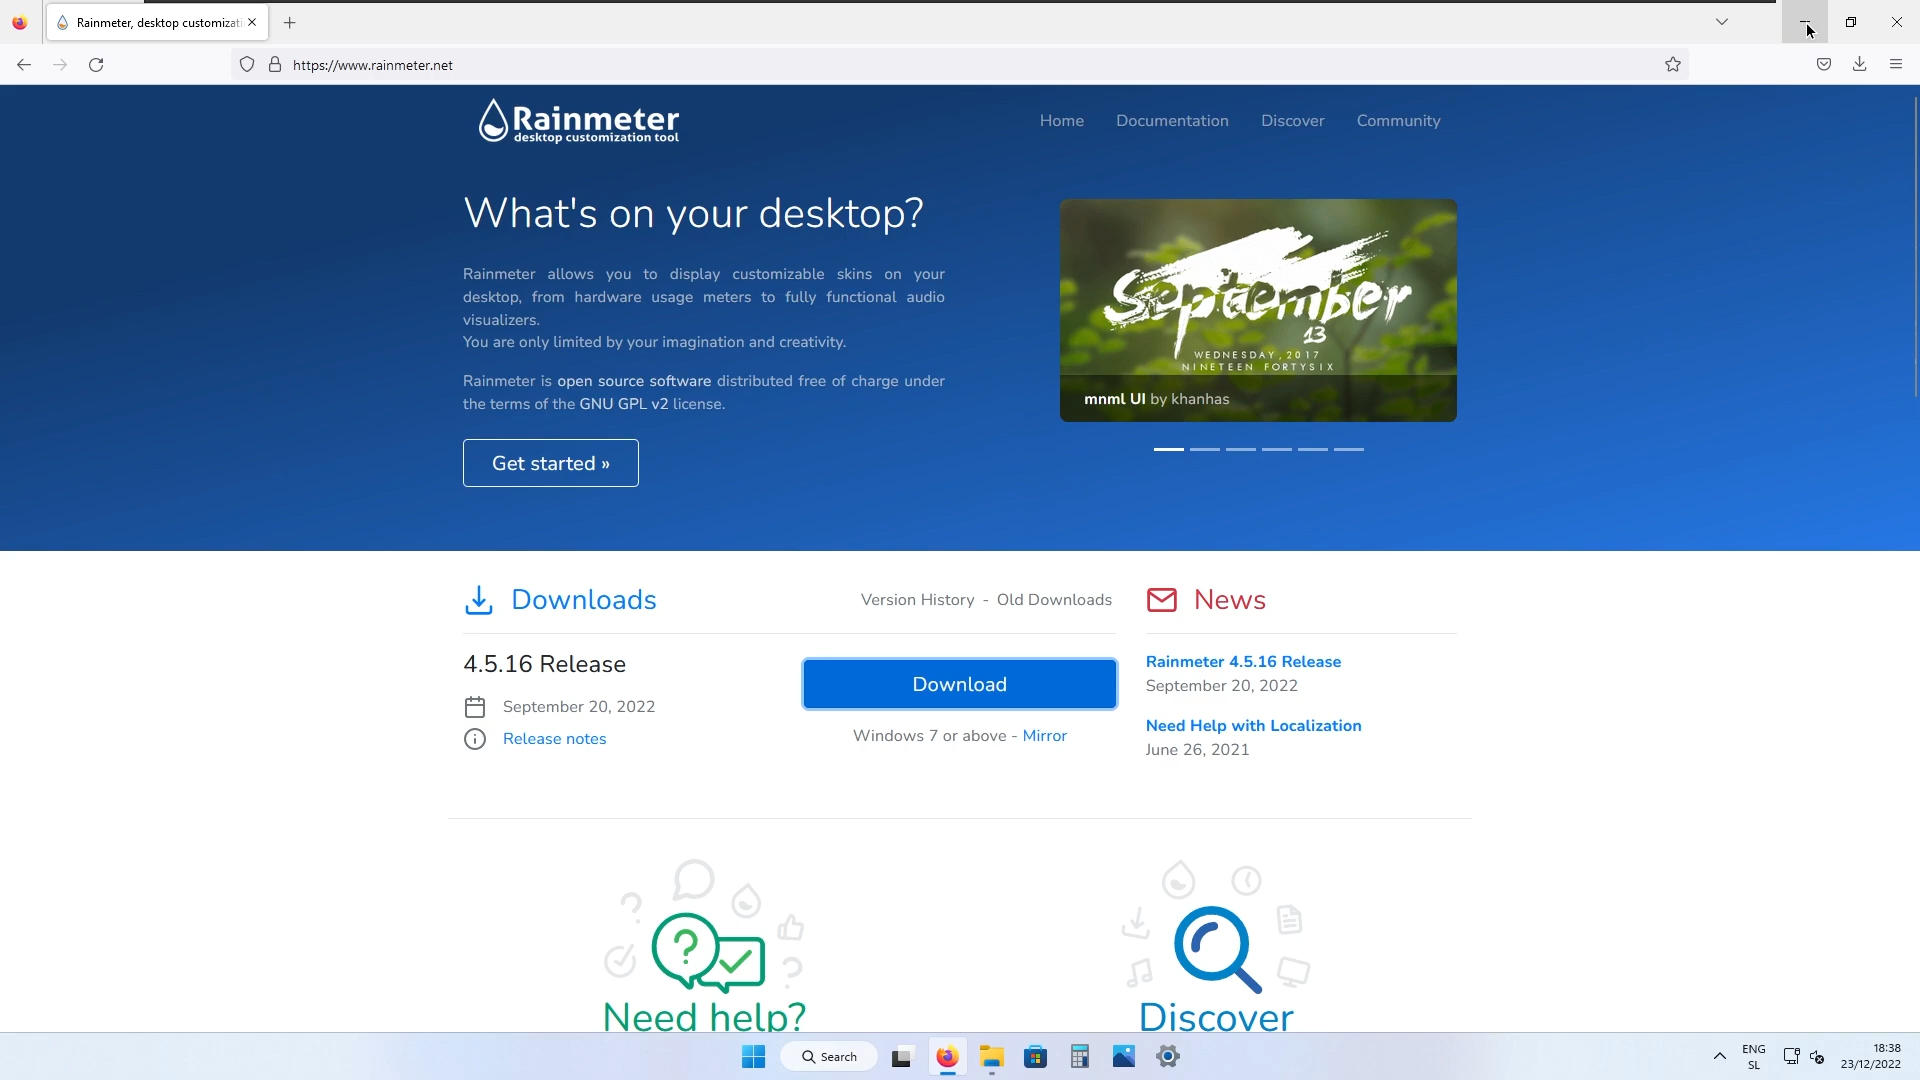 Rainmeter, desktop customizati
https://www.rainmeter.net
Rainmeter
desktop customization tool
Home
Documentation
Discover
Community
What's on your desktop?
Rainmeter allows you to display customizable skins on your
desktop, from hardware usage meters to fully functional audio
visualizers.
You are only limited by your imagination and creativity.
Rainmeter is open source software distributed free of charge under
the terms of the GNU GPL v2 license.
Get started »
September
13
WEDNESDAY, 2017
NINETEEN FORTYSIX
mnml UI by khanhas
Downloads
Version History - Old Downloads
4.5.16 Release
September 20, 2022
Release notes
Download
Windows 7 or above - Mirror
News
Rainmeter 4.5.16 Release
September 20, 2022
Need Help with Localization
June 26, 2021
Need help?
Discover
Search
ENG
SL
18:38
23/12/2022